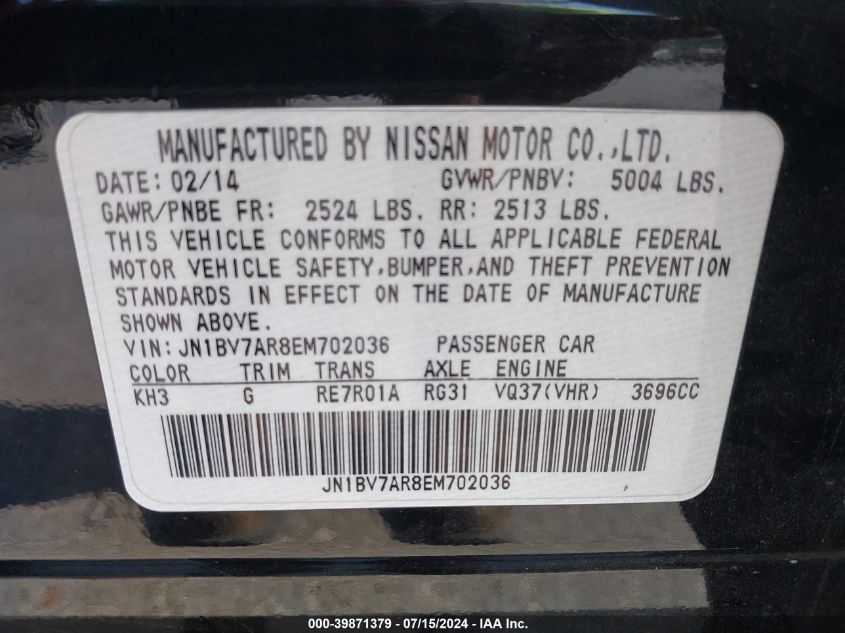 MANUFACTURED BY NISSAN MOTOR CO.,LTD.
DATE: 02/14 GVWR/PNBV: 5004 LBS.
GAWR/PNBE FR: 2524 LBS. RR: 2513 LBS.
THIS VEHICLE CONFORMS TO ALL APPLICABLE FEDERAL
MOTOR VEHICLE SAFETY,BUMPER,AND THEFT PREVENTION
STANDARDS IN EFFECT ON THE DATE OF MANUFACTURE
SHOWN ABOVE.
VIN: JN1BV7AR8EM702036 PASSENGER CAR
COLOR TRIM TRANS AXLE ENGINE
KH3 G RE7R01A RG31 VQ37(VHR) 3696CC
JN1BV7AR8EM702036
000-39871379 - 07/15/2024 - IAAI.com